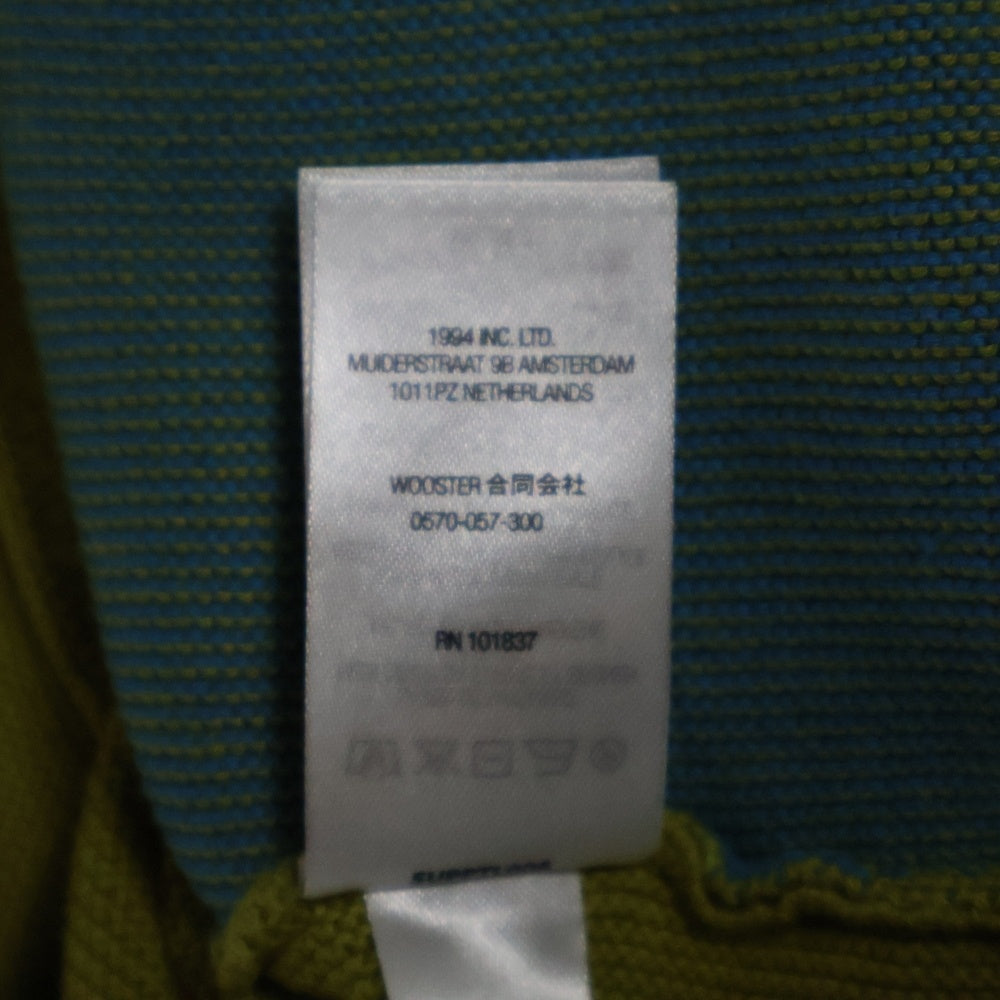 1994 INC. LTD.
MUIDERSTRAAT 9B AMSTERDAM
1011PZ NETHERLANDS
WOOSTER 合同会社
0570-057-300
RN 101837